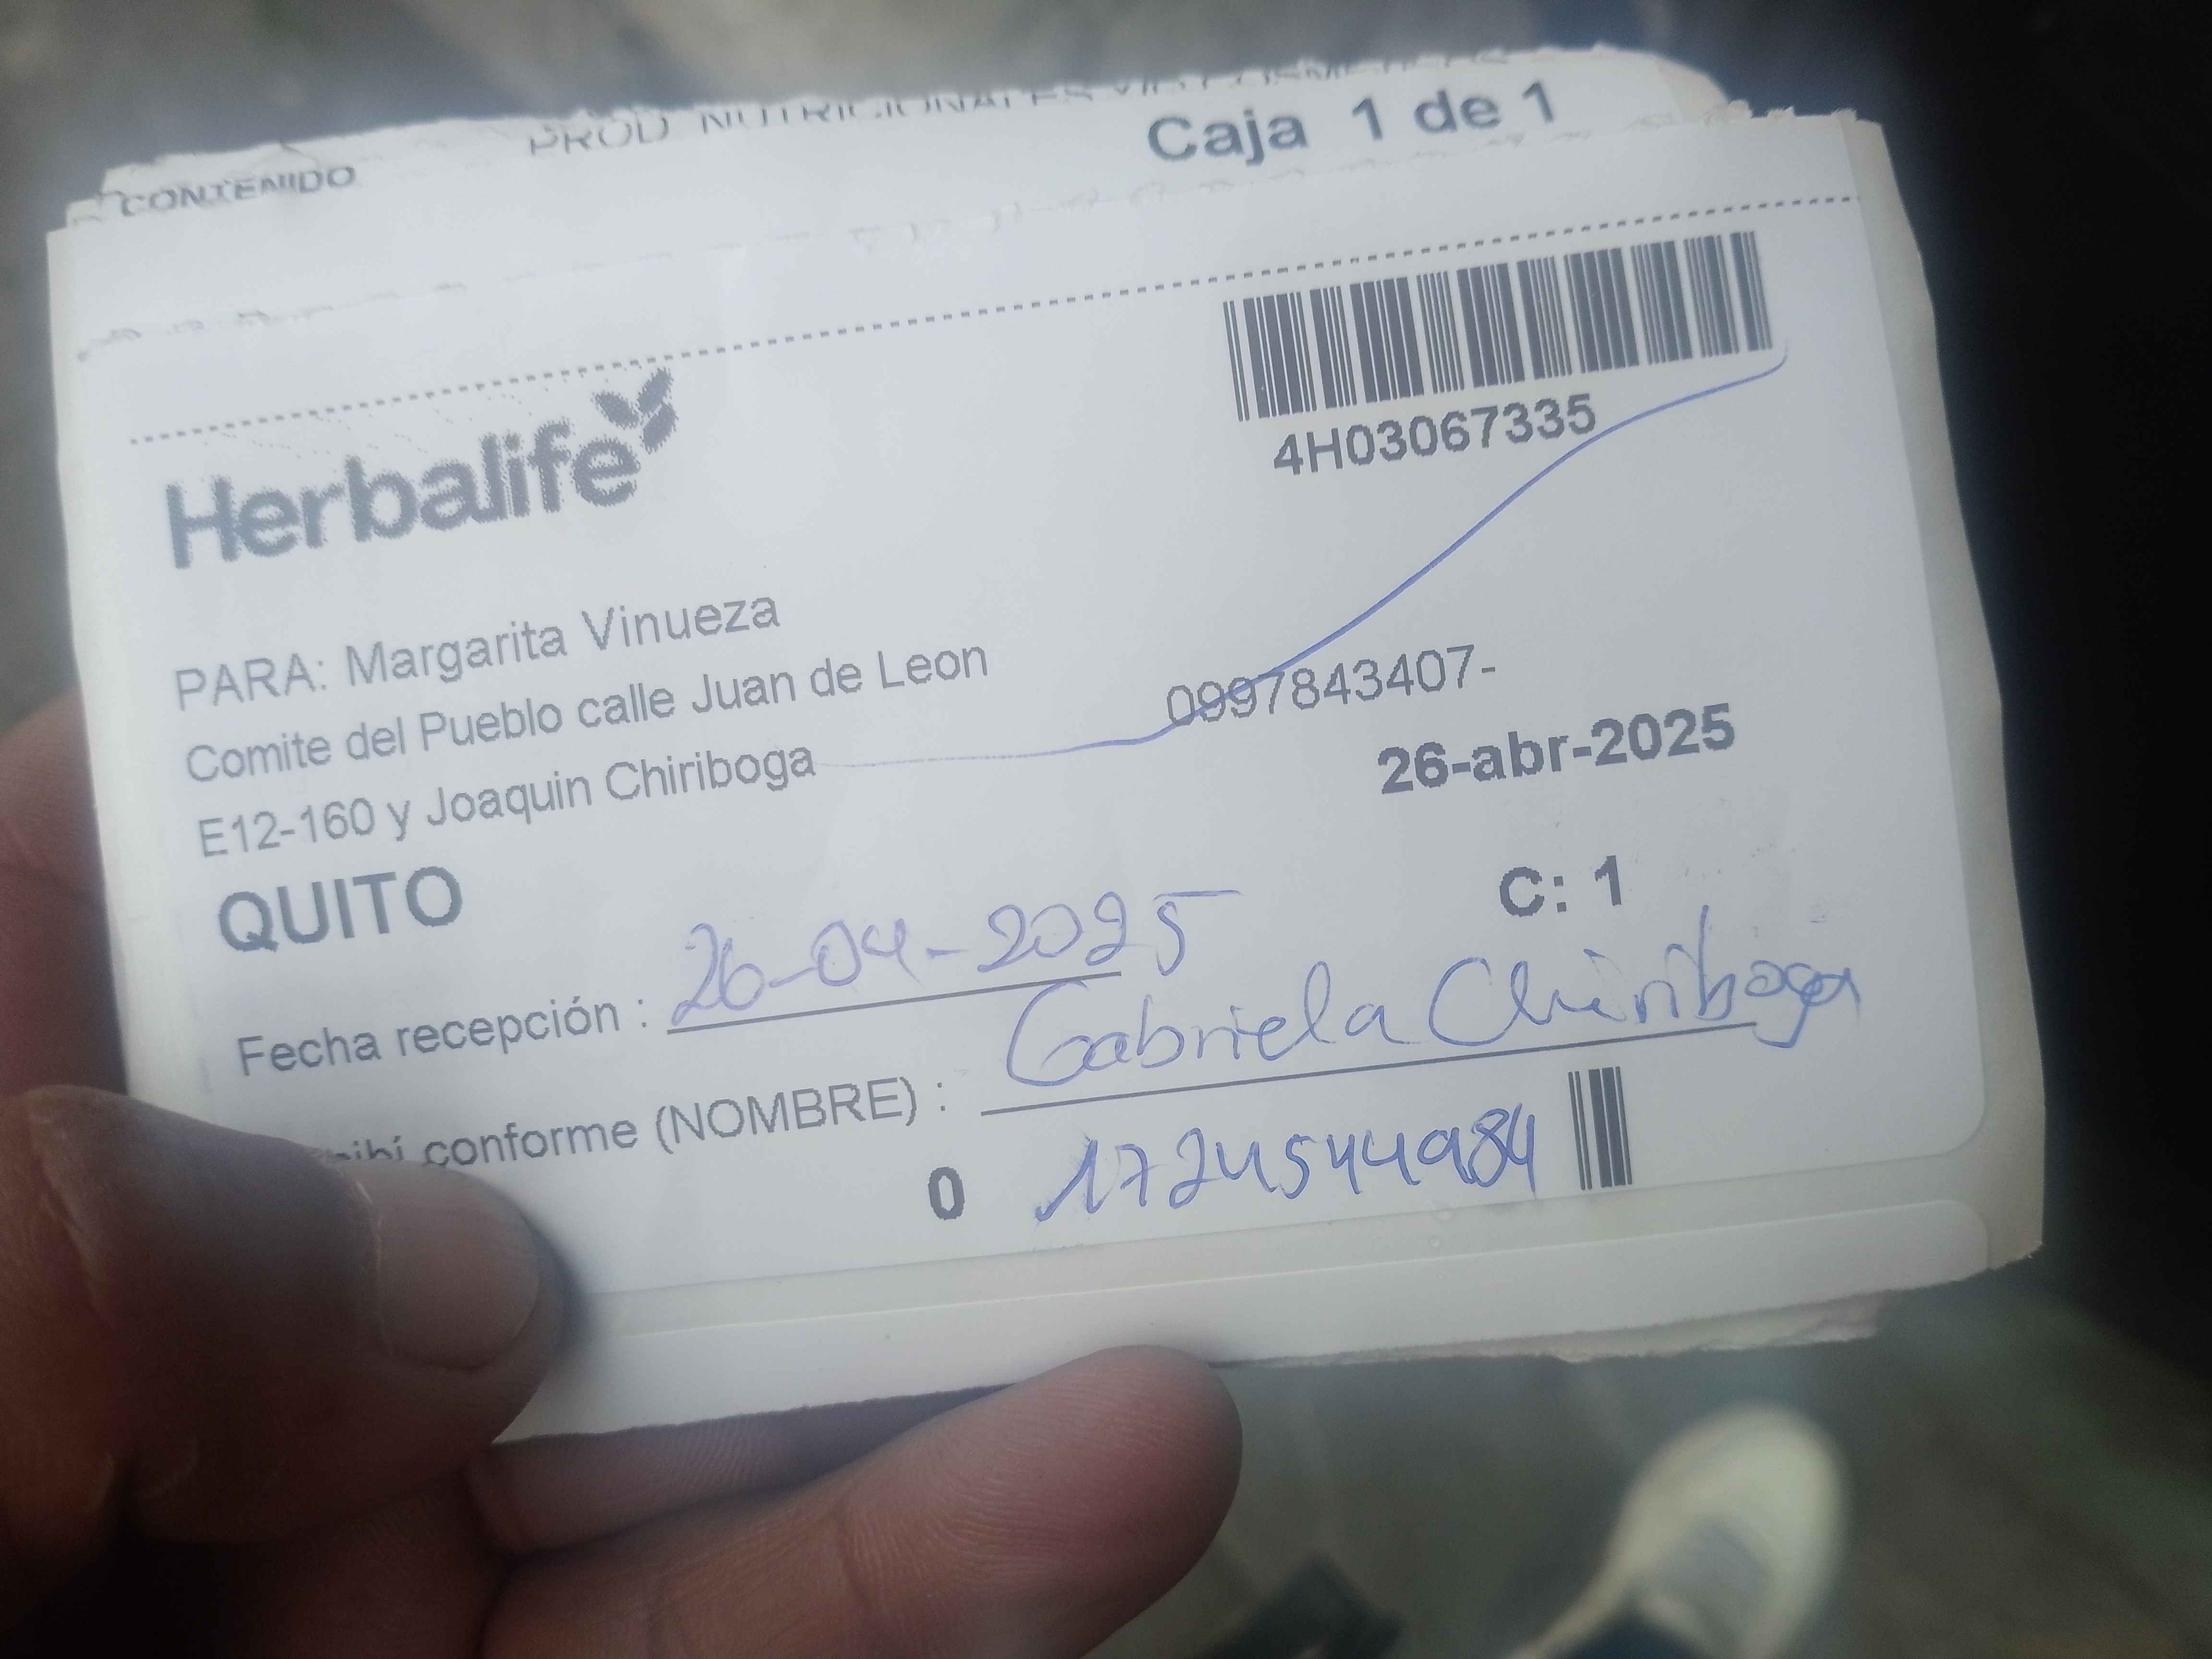 CONTENIDO PROD NUTRICIONALES Y/O COSMETICOS
Caja 1 de 1
Herbalife
4H03067335
PARA: Margarita Vinueza
Comite del Pueblo calle Juan de Leon
E12-160 y Joaquin Chiriboga
0997843407-
26-abr-2025
QUITO
C: 1
Fecha recepción : 26-04-2025
conforme (NOMBRE) : Gabriela Chiriboga
0 1724544984